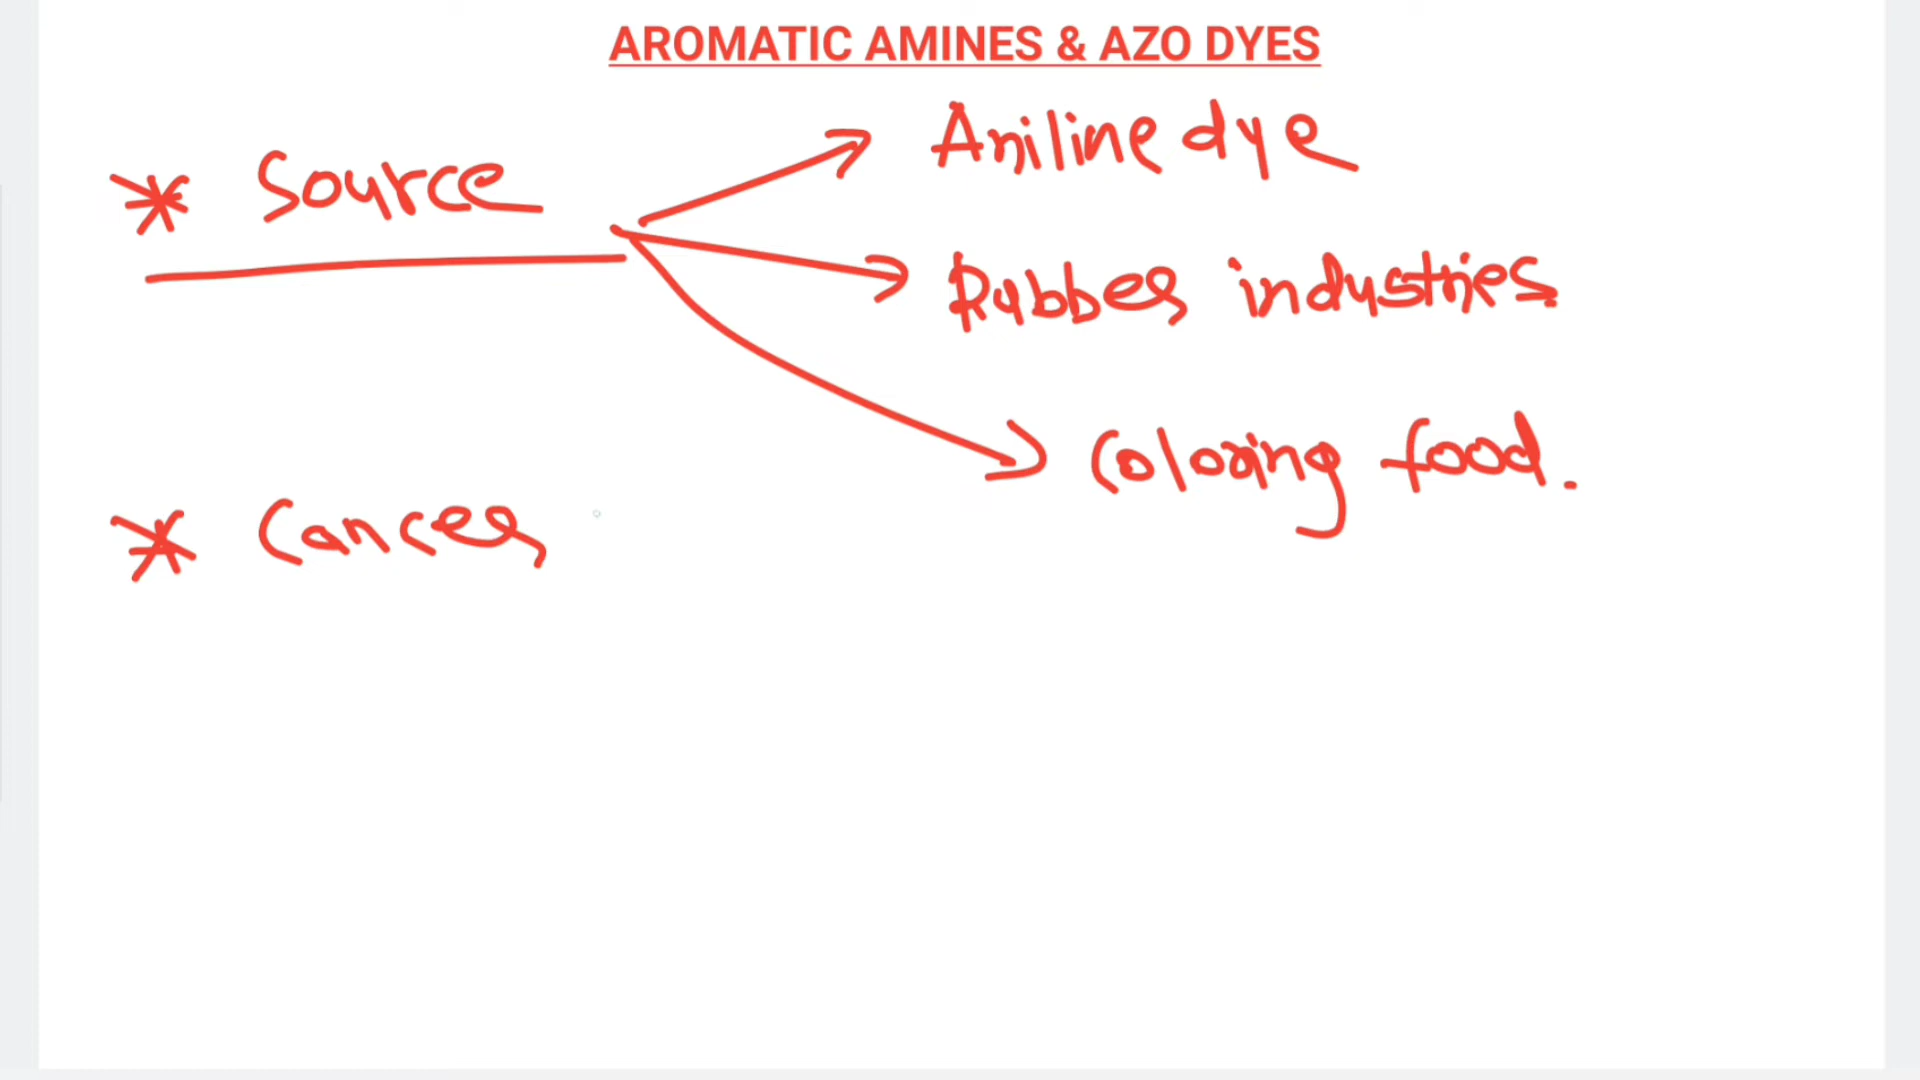 AROMATIC AMINES & AZO DYES
* Source
Aniline dye
Rubber industries
Coloring food.
* Cancer